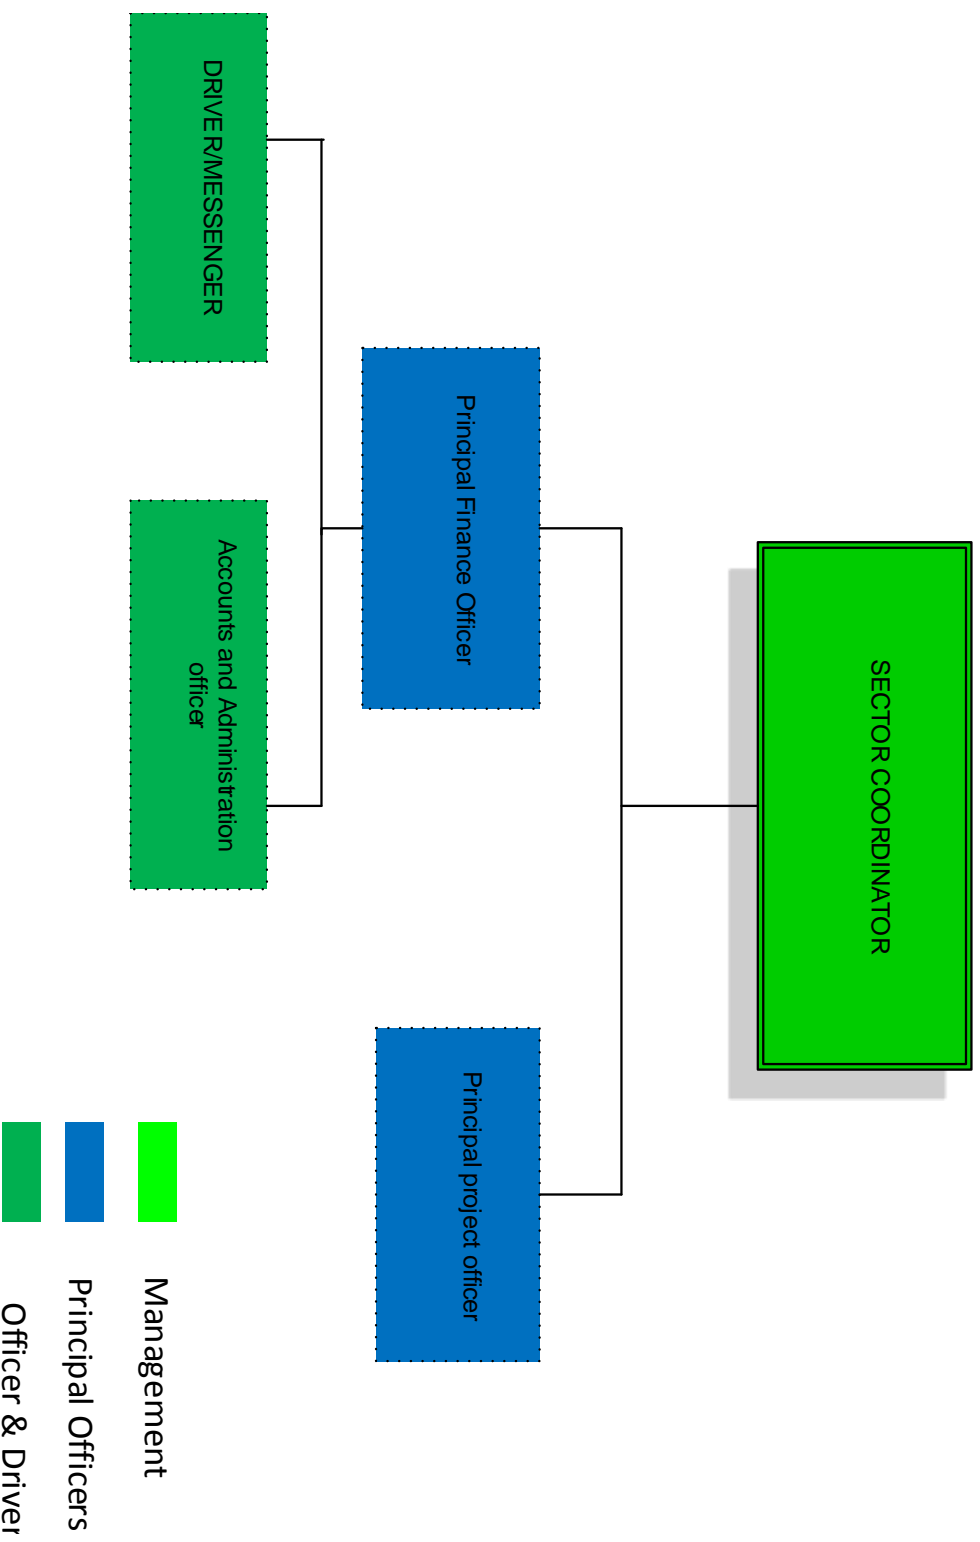 SECTOR COORDINATOR
Principal Finance Officer
Principal project officer
DRIVER/MESSENGER
Accounts and Administration
officer
Management
Principal Officers
Officer & Driver